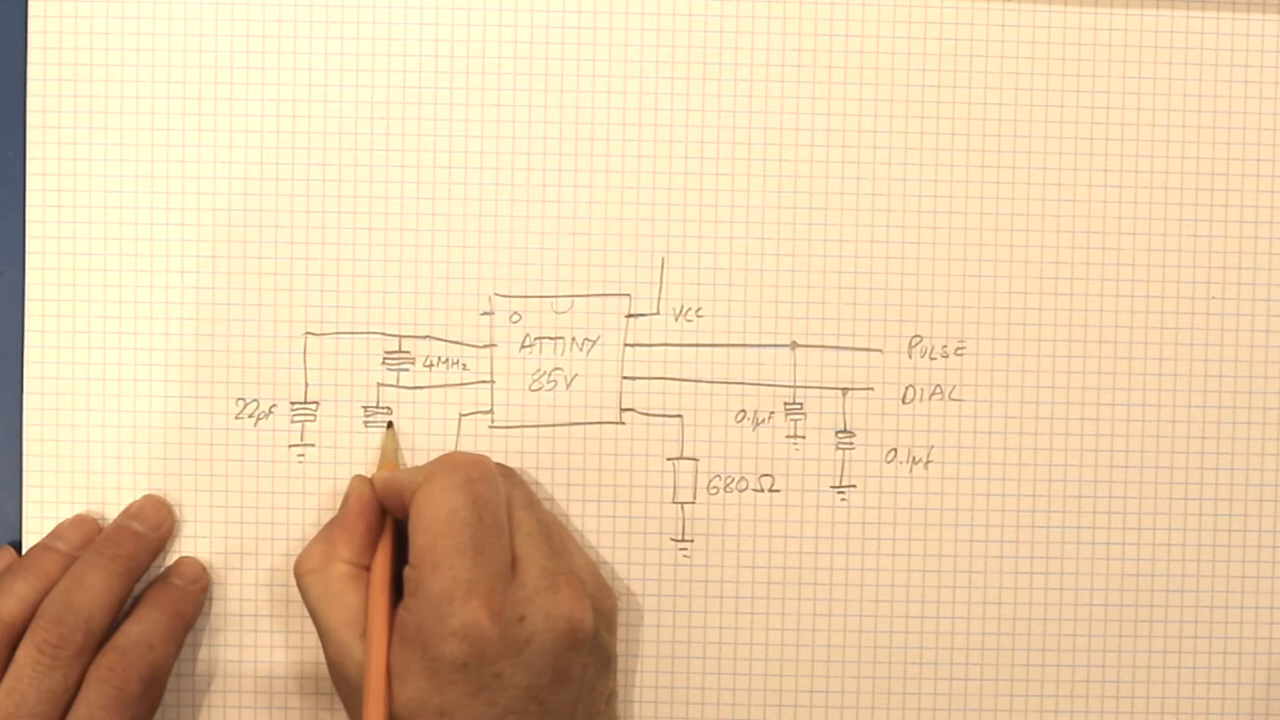 VCC
ATTINY
85V
PULSE
DIAL
4MHz
22pF
0.1µF
0.1µf
680Ω